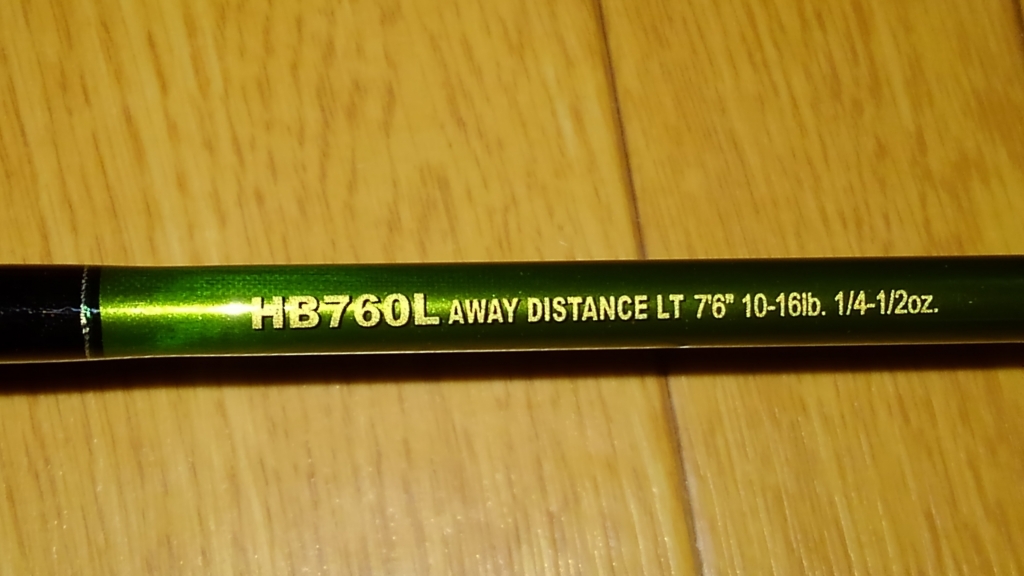 HB760L AWAY DISTANCE LT 7'6" 10-16lb. 1/4-1/2oz.